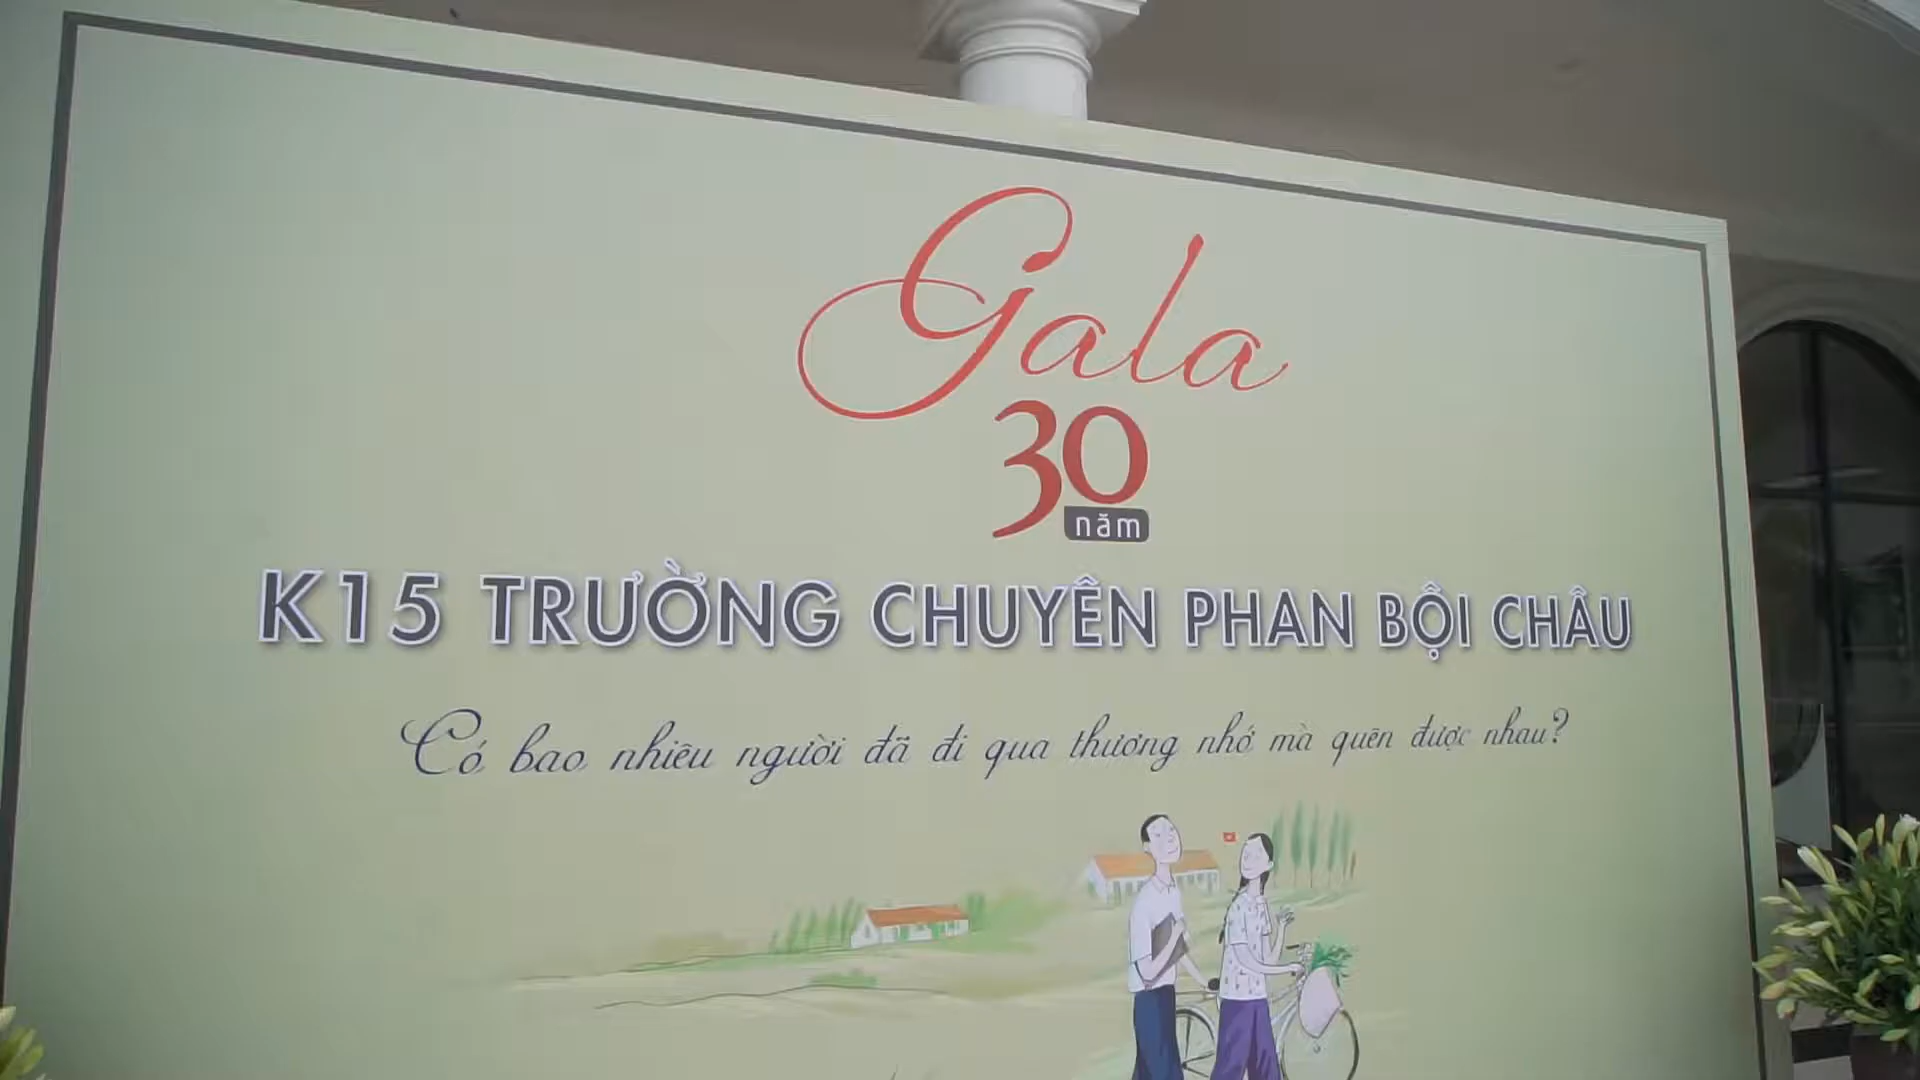 Gala
30
năm
K15 TRƯỜNG CHUYÊN PHAN BỘI CHÂU
Có bao nhiêu người đã đi qua thương nhớ mà quên được nhau?